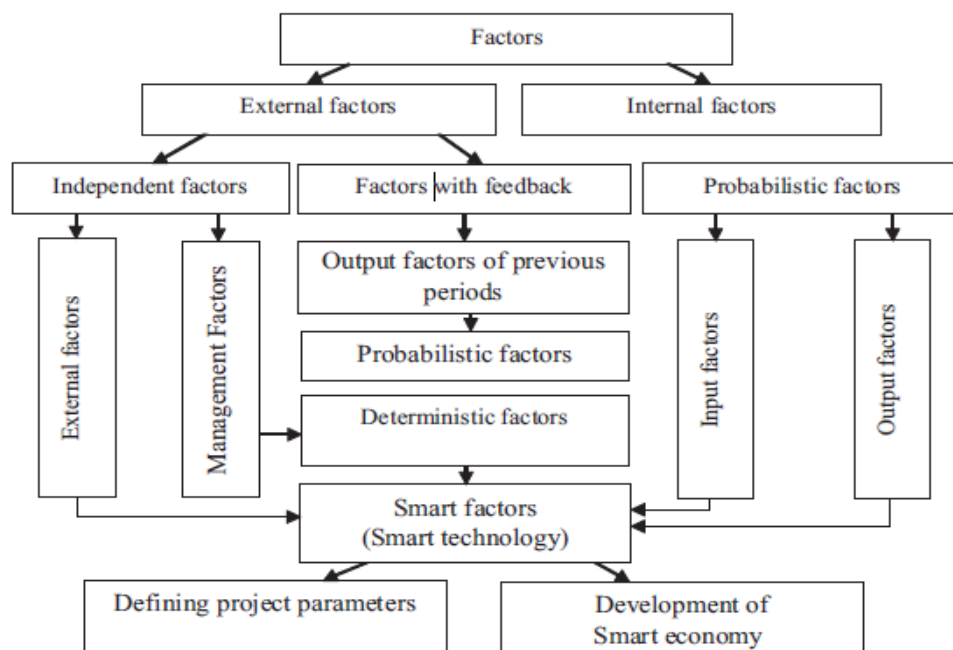 Factors
External factors
Internal factors
Independent factors
Factors with feedback
Probabilistic factors
External factors
Management Factors
Output factors of previous
periods
Input factors
Output factors
Probabilistic factors
Deterministic factors
Smart factors
(Smart technology)
Defining project parameters
Development of
Smart economy